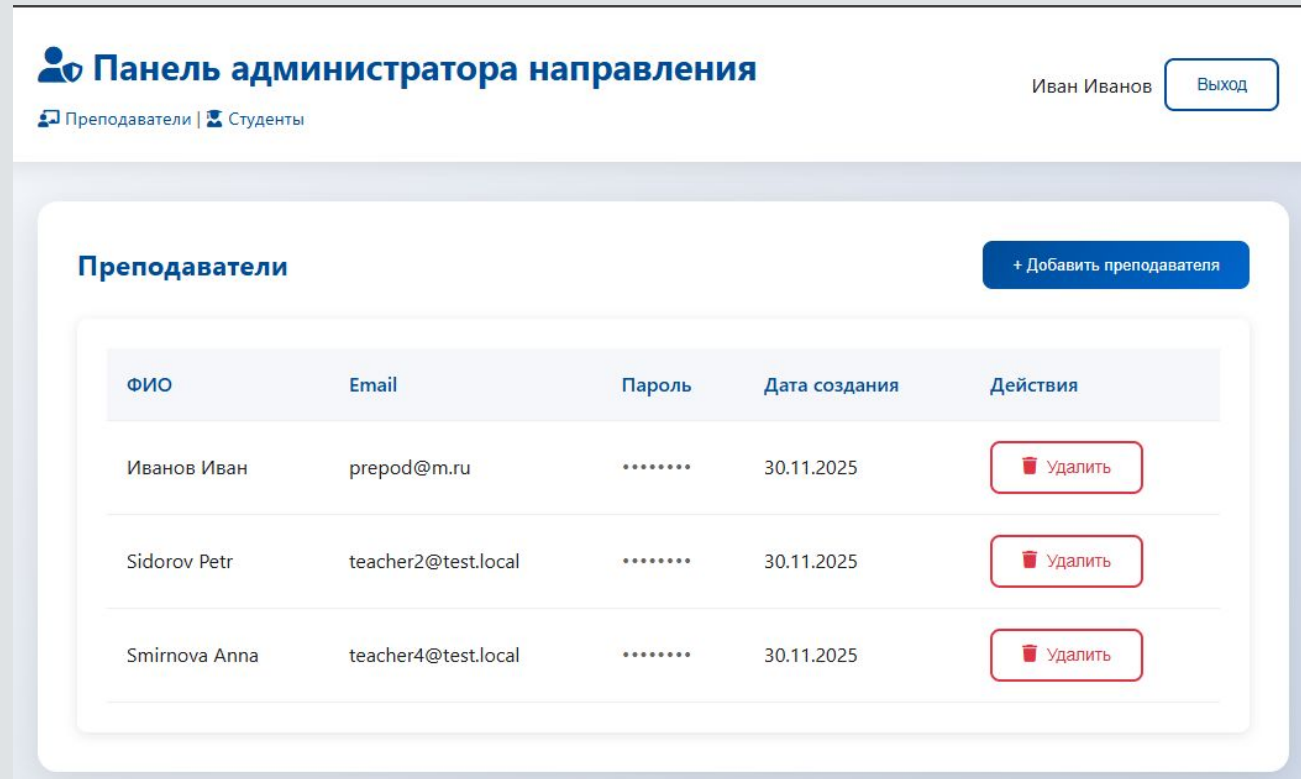 Панель администратора направления
Иван Иванов
Выход
Преподаватели | Студенты
Преподаватели
+ Добавить преподавателя
ФИО Email Пароль Дата создания Действия
Иванов Иван prepod@m.ru •••••••• 30.11.2025 Удалить
Sidorov Petr teacher2@test.local •••••••• 30.11.2025 Удалить
Smirnova Anna teacher4@test.local •••••••• 30.11.2025 Удалить